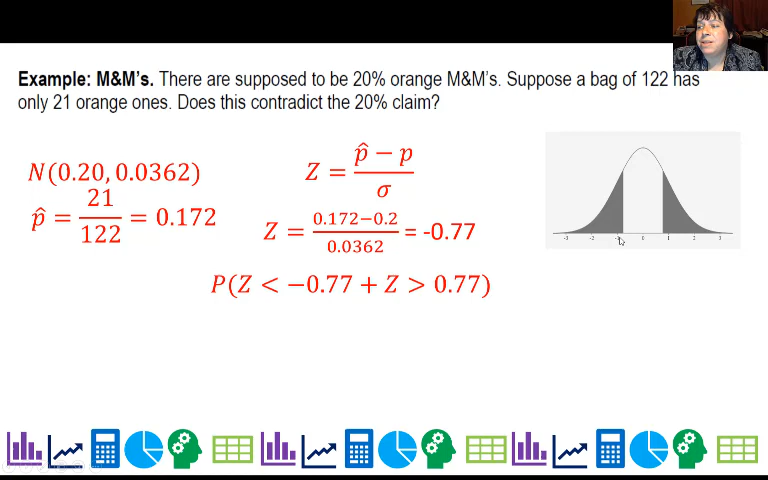 Example: M&M's. There are supposed to be 20% orange M&M's. Suppose a bag of 122 has
only 21 orange ones. Does this contradict the 20% claim?
N(0.20, 0.0362)
p̂ = 21/122 = 0.172
Z = (p̂ − p)/σ
Z = (0.172−0.2)/0.0362 = -0.77
P(Z < −0.77 + Z > 0.77)
-3 -2 -1 0 1 2 3